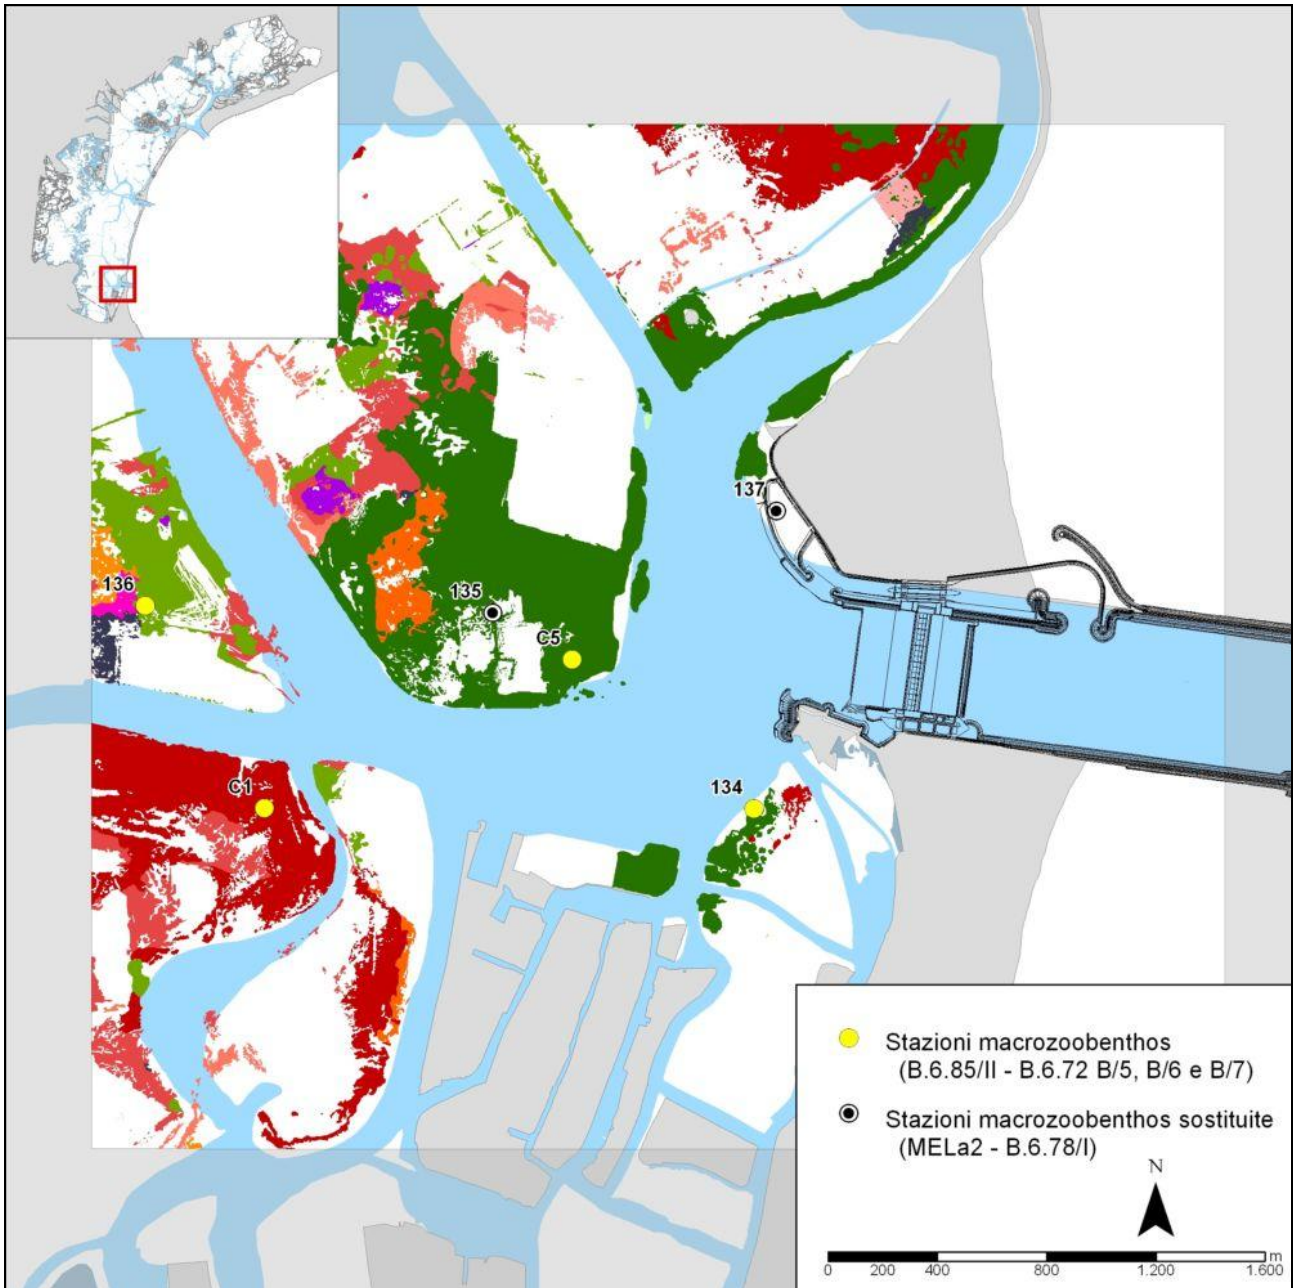 137
136
135
C5
C1
134
Stazioni macrozoobenthos
(B.6.85/II - B.6.72 B/5, B/6 e B/7)
Stazioni macrozoobenthos sostituite
(MELa2 - B.6.78/I)
N
m
0 200 400 800 1.200 1.600